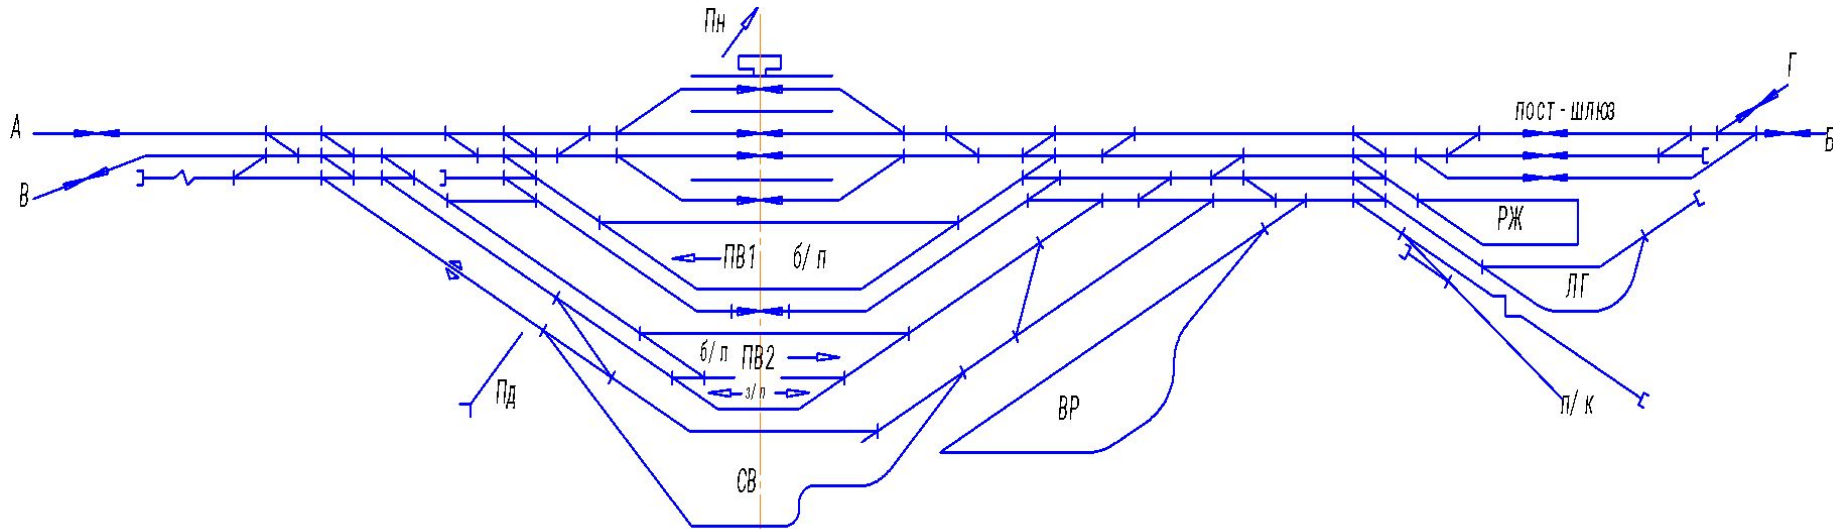 Пн
Г
А
пост - шлюз
Б
В
РЖ
ПВ1
б/п
ЛГ
б/п
ПВ2
з/п
Пд
ВР
п/к
СВ